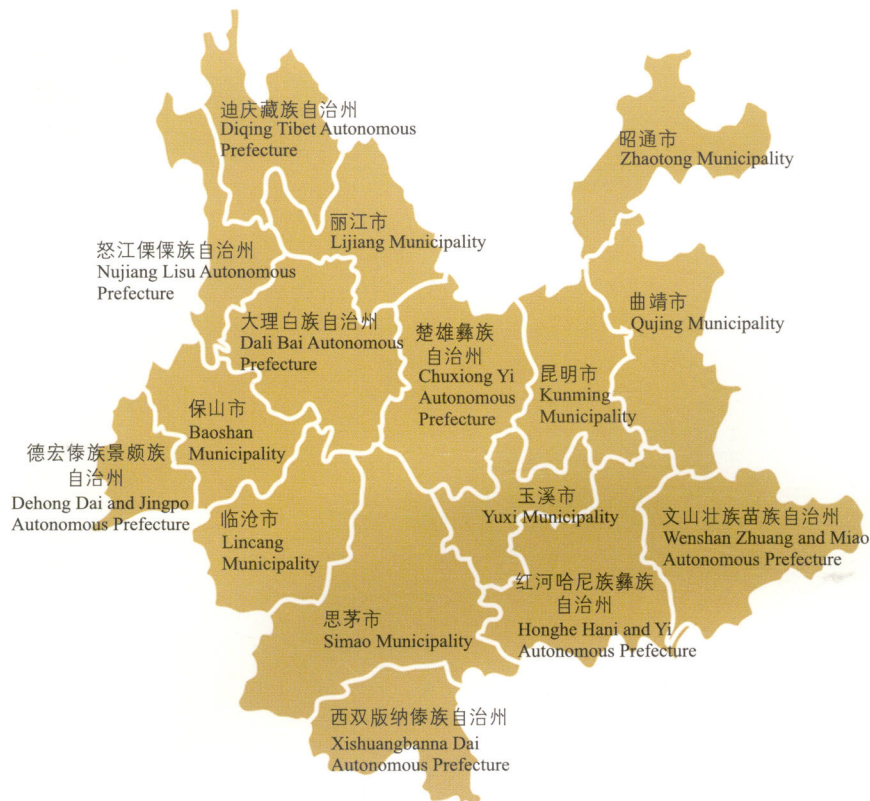 迪庆藏族自治州
Diqing Tibet Autonomous
Prefecture
昭通市
Zhaotong Municipality
丽江市
Lijiang Municipality
怒江傈僳族自治州
Nujiang Lisu Autonomous
Prefecture
大理白族自治州
Dali Bai Autonomous
Prefecture
楚雄彝族
自治州
Chuxiong Yi
Autonomous
Prefecture
昆明市
Kunming
Municipality
曲靖市
Qujing Municipality
保山市
Baoshan
Municipality
德宏傣族景颇族
自治州
Dehong Dai and Jingpo
Autonomous Prefecture
临沧市
Lincang
Municipality
玉溪市
Yuxi Municipality
文山壮族苗族自治州
Wenshan Zhuang and Miao
Autonomous Prefecture
思茅市
Simao Municipality
红河哈尼族彝族
自治州
Honghe Hani and Yi
Autonomous Prefecture
西双版纳傣族自治州
Xishuangbanna Dai
Autonomous Prefecture